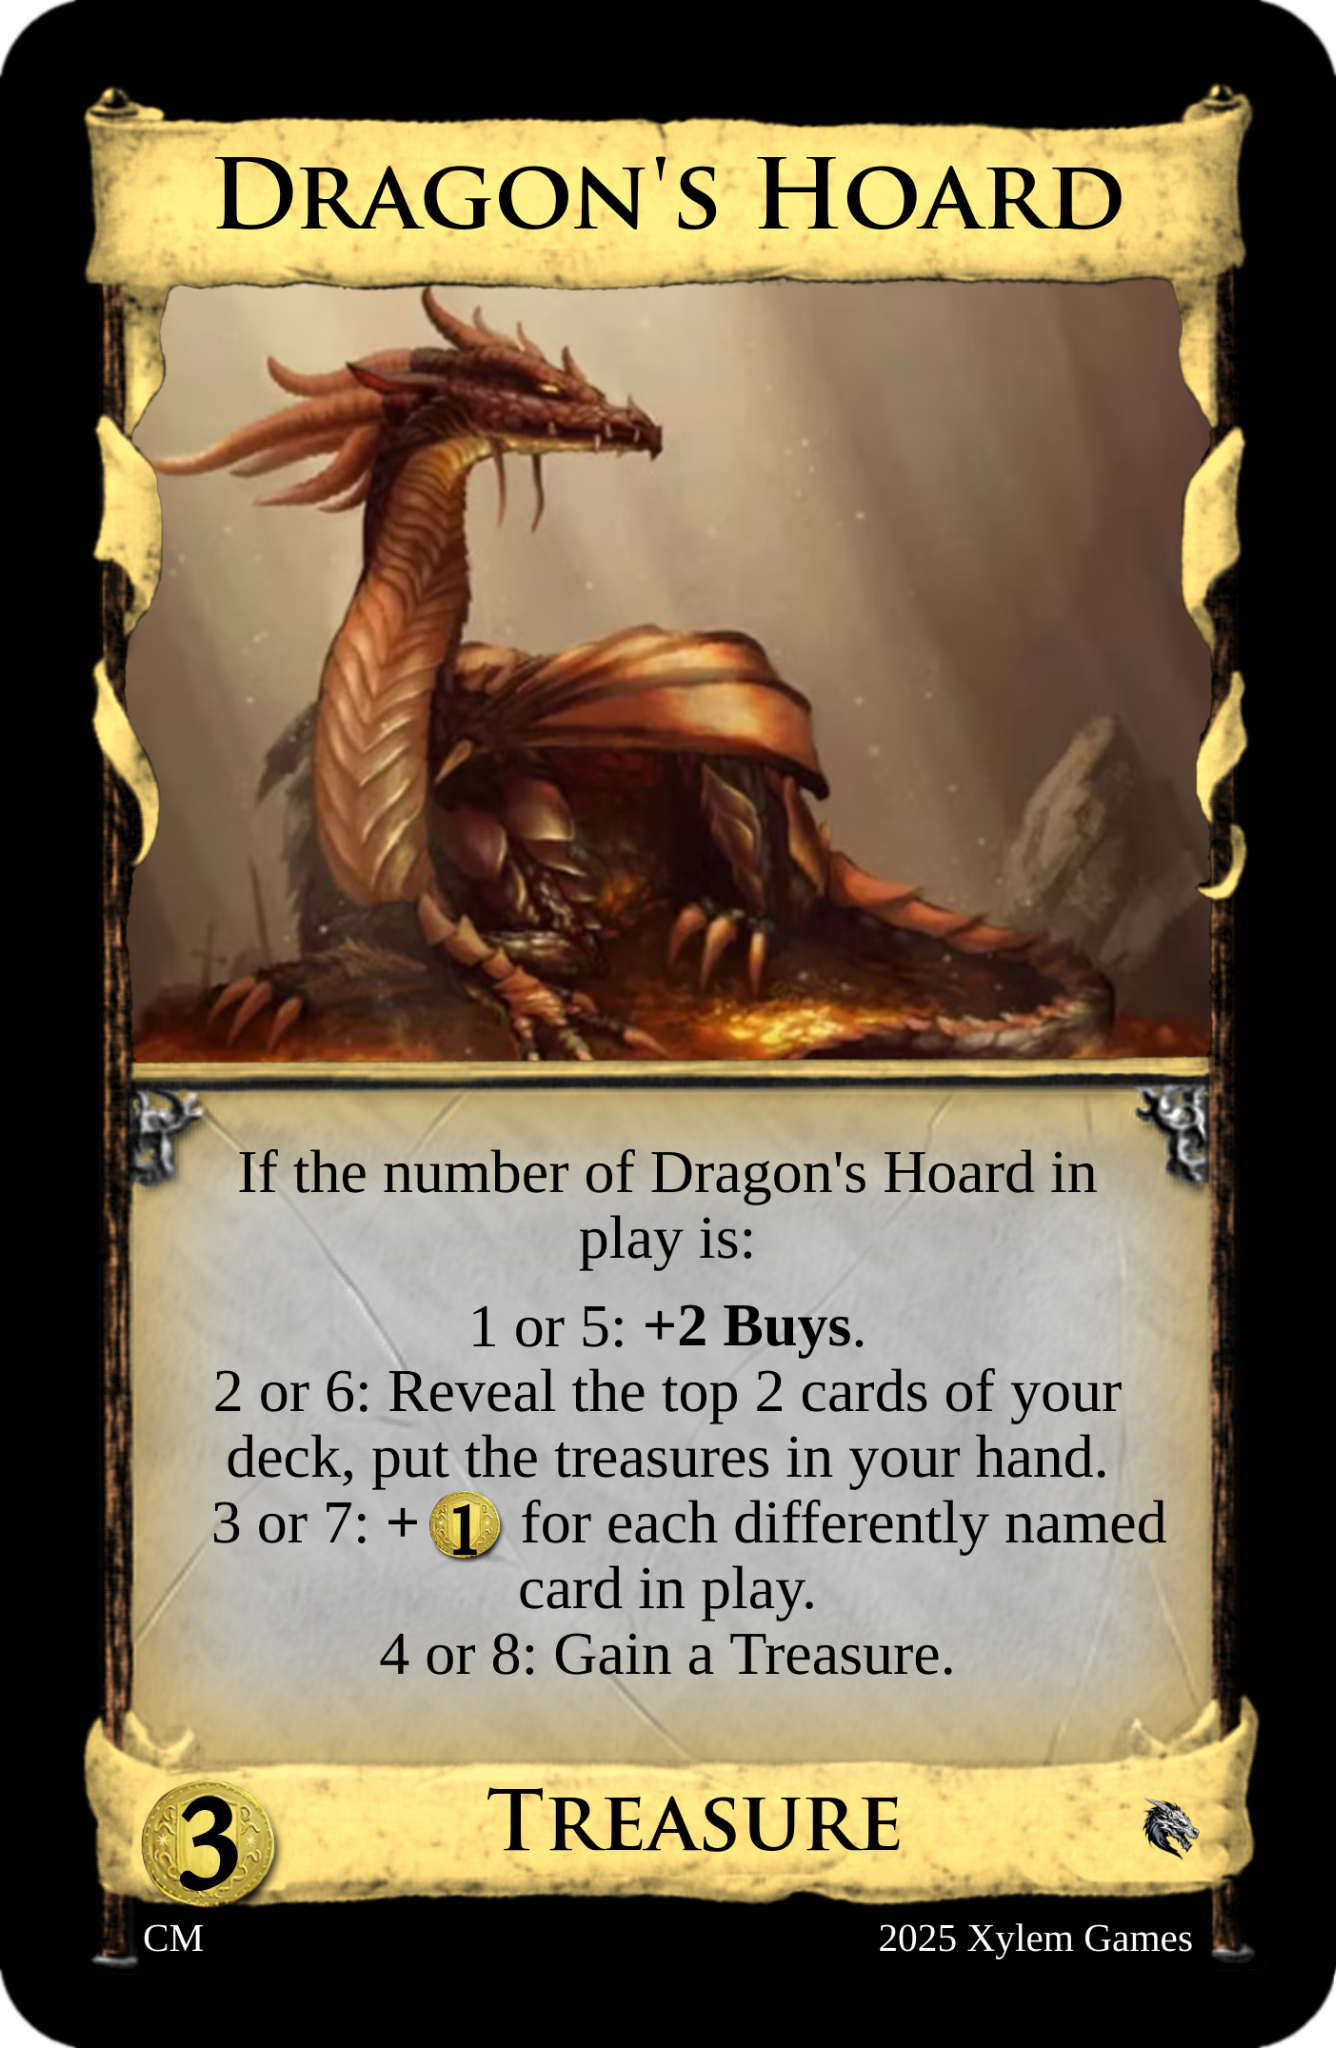 Dragon's Hoard
If the number of Dragon's Hoard in
play is:
1 or 5: +2 Buys.
2 or 6: Reveal the top 2 cards of your
deck, put the treasures in your hand.
3 or 7: +1 for each differently named
card in play.
4 or 8: Gain a Treasure.
3
Treasure
CM
2025 Xylem Games